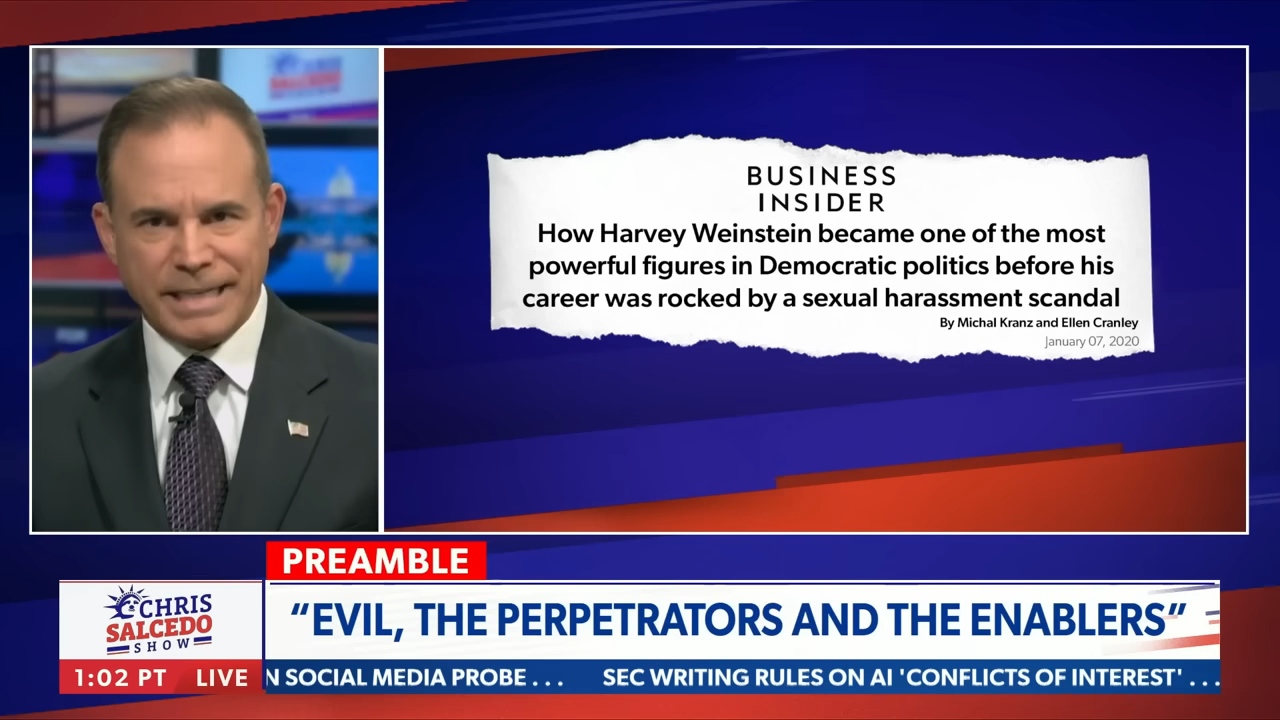 CHRIS
SALCEDO
BUSINESS
INSIDER
How Harvey Weinstein became one of the most
powerful figures in Democratic politics before his
career was rocked by a sexual harassment scandal
By Michal Kranz and Ellen Cranley
January 07, 2020
PREAMBLE
“EVIL, THE PERPETRATORS AND THE ENABLERS”
CHRIS
SALCEDO
SHOW
1:02 PT LIVE
N SOCIAL MEDIA PROBE . . . SEC WRITING RULES ON AI 'CONFLICTS OF INTEREST' . . .